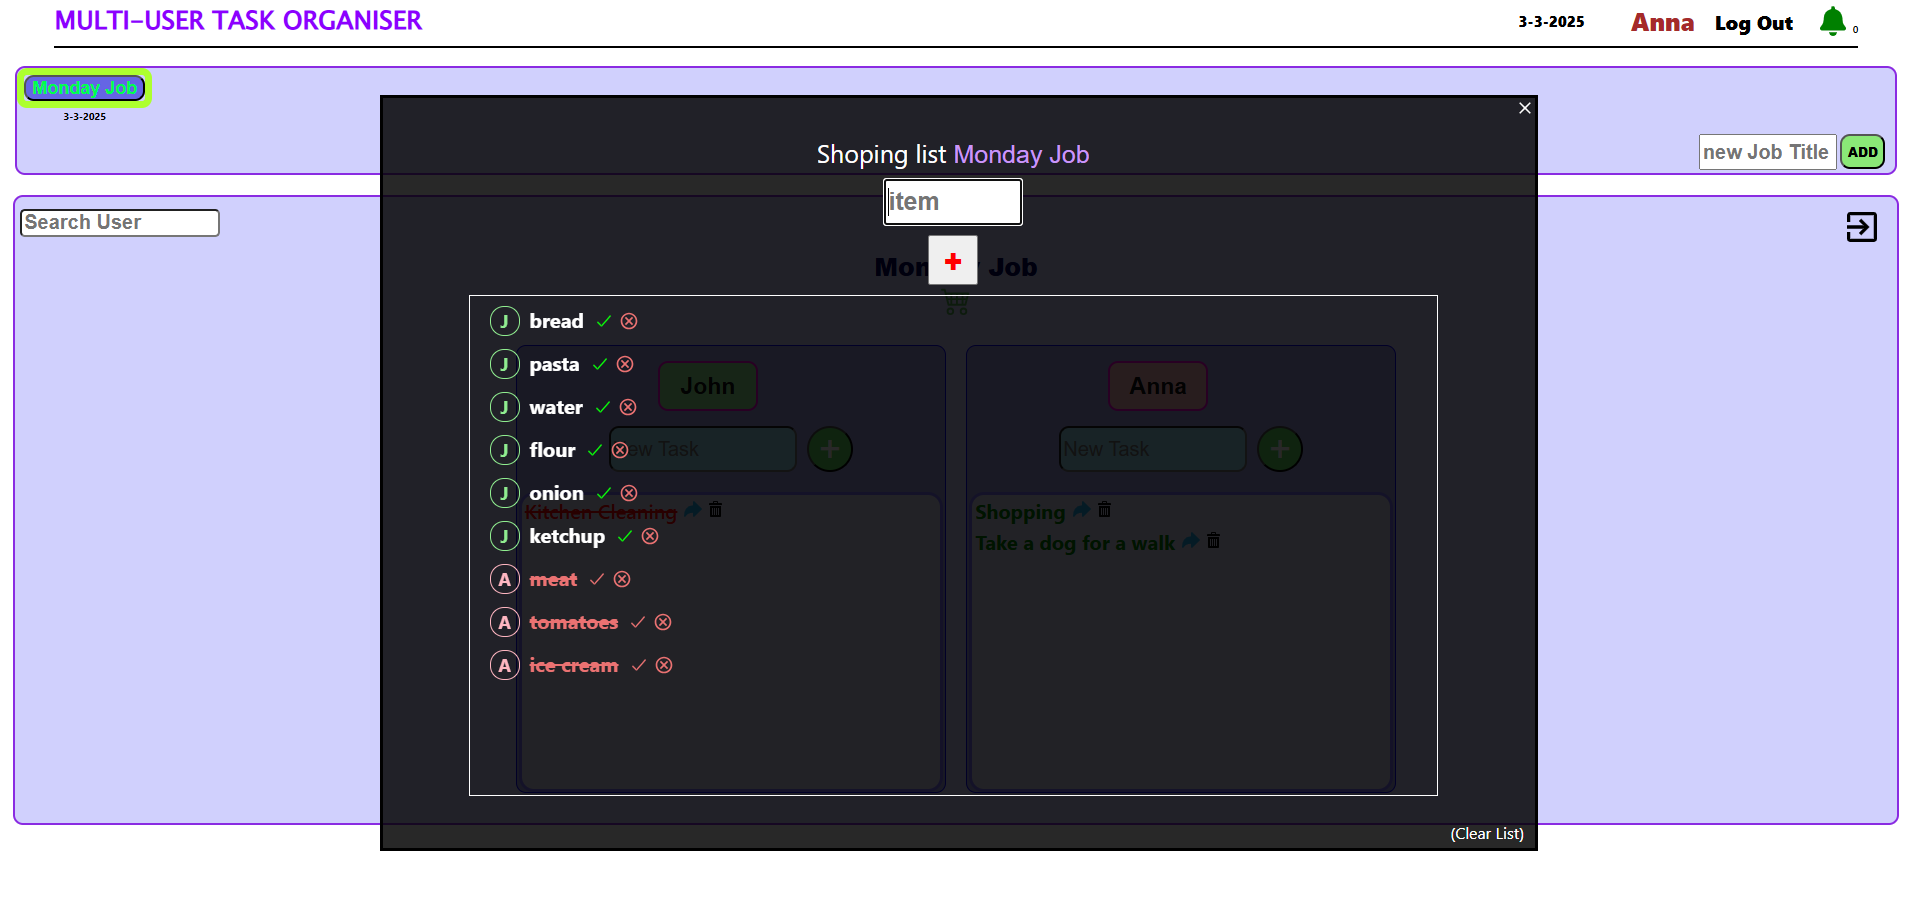 MULTI-USER TASK ORGANISER
3-3-2025
Anna
Log Out
0
Monday Job
3-3-2025
new Job Title
ADD
Search User
Shoping list Monday Job
item
Monday Job
J bread
J pasta
J water
J flour
J onion
J ketchup
A meat
A tomatoes
A ice cream
John
New Task
Kitchen Cleaning
Anna
New Task
Shopping
Take a dog for a walk
(Clear List)